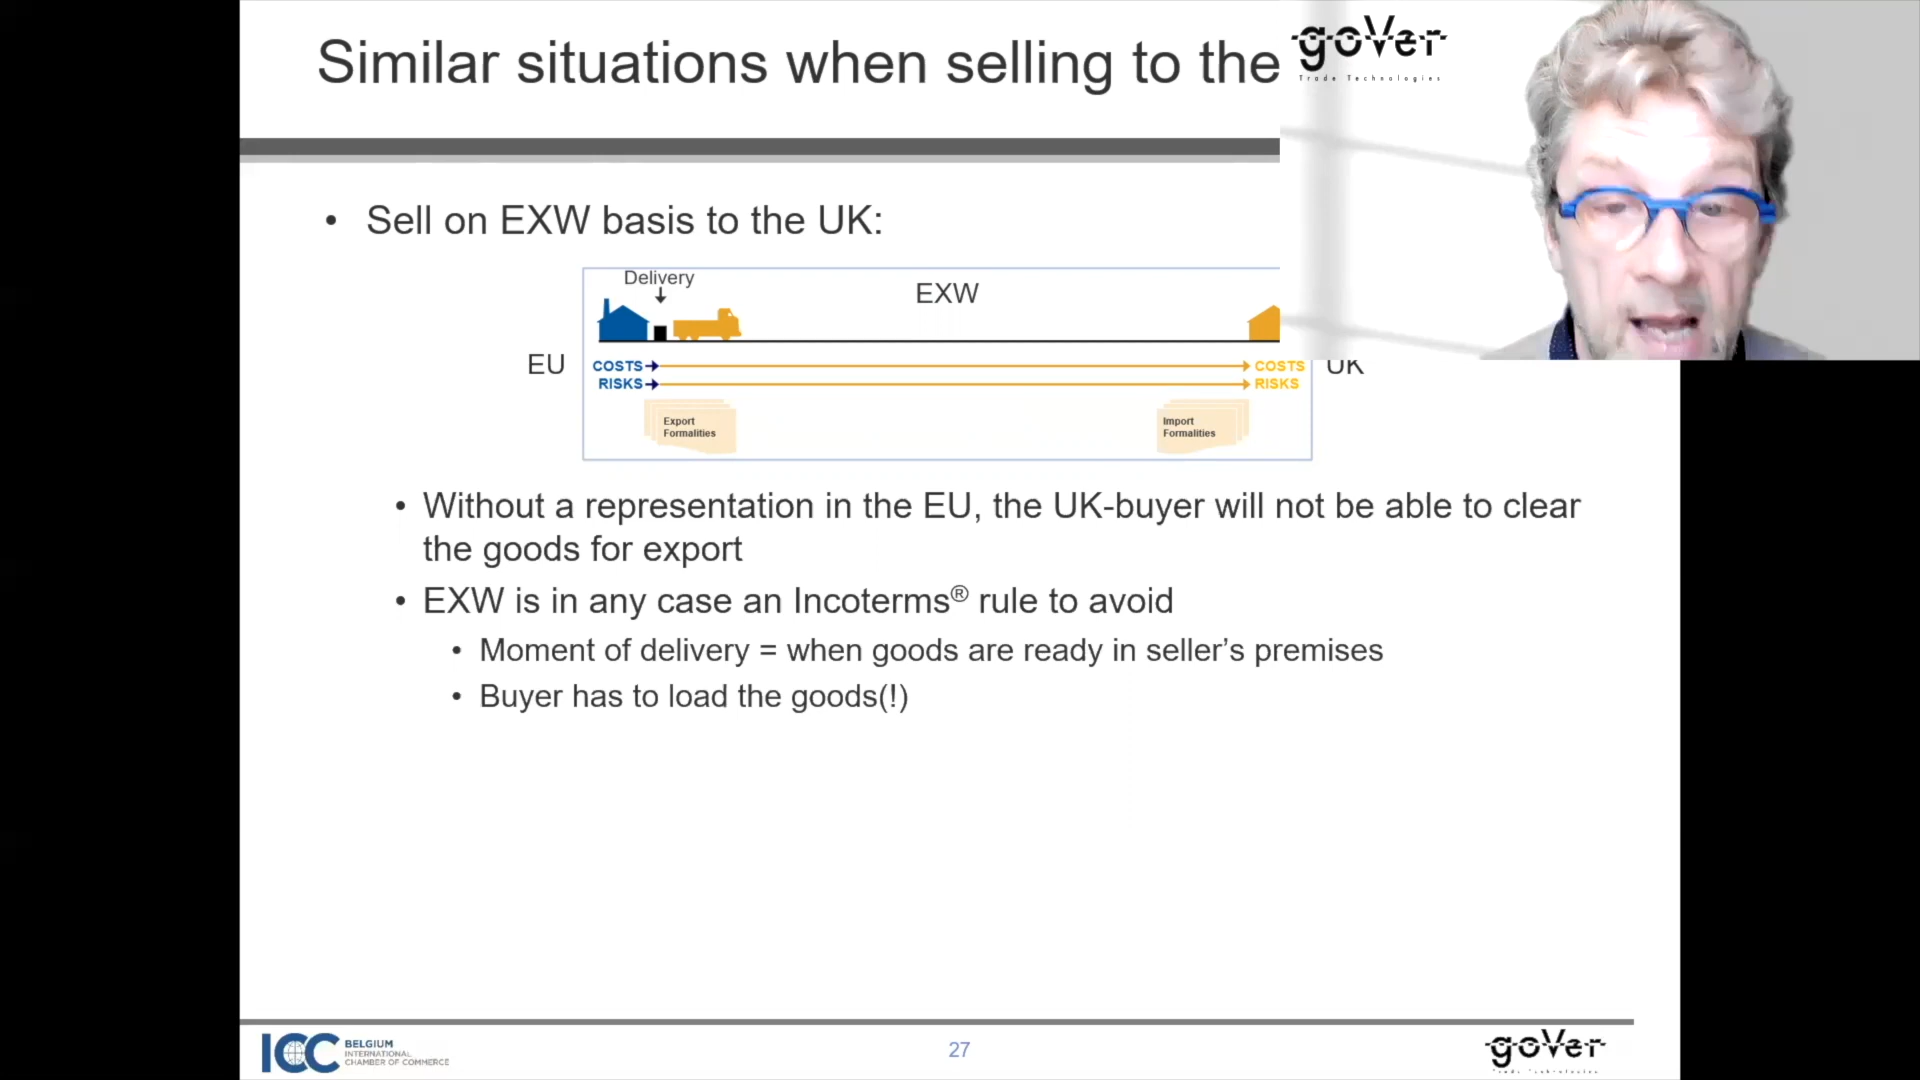 Similar situations when selling to the
goVer
Trade Technologies
• Sell on EXW basis to the UK:
Delivery
EXW
EU
UK
COSTS
COSTS
RISKS
RISKS
Export
Formalities
Import
Formalities
• Without a representation in the EU, the UK-buyer will not be able to clear
the goods for export
• EXW is in any case an Incoterms® rule to avoid
• Moment of delivery = when goods are ready in seller’s premises
• Buyer has to load the goods(!)
ICC
BELGIUM
INTERNATIONAL
CHAMBER OF COMMERCE
27
goVer